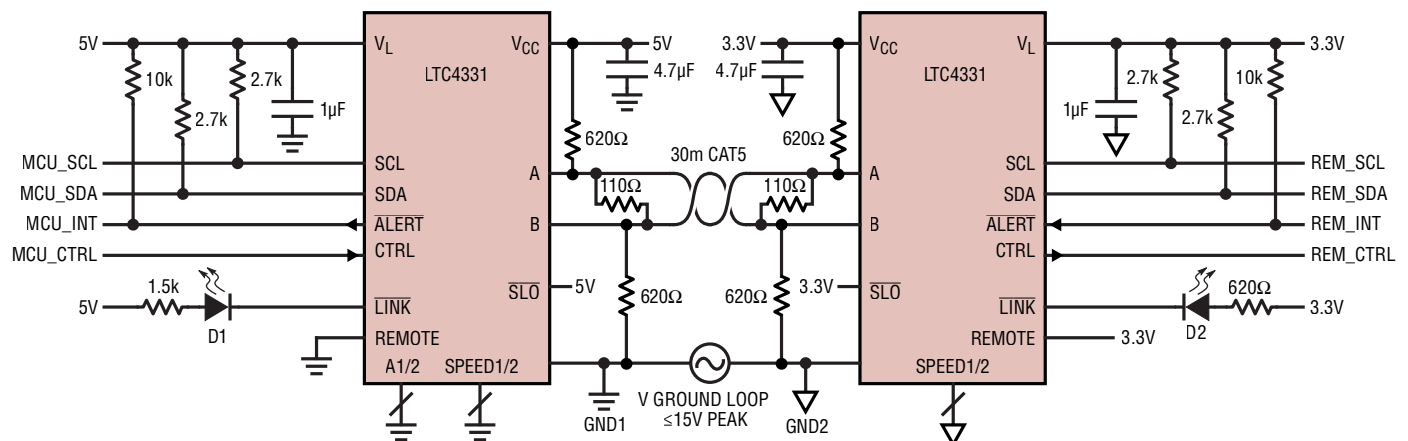 5V
VL
VCC
5V
3.3V
VCC
VL
3.3V
10k
2.7k
2.7k
1µF
LTC4331
4.7µF
4.7µF
LTC4331
1µF
2.7k
2.7k
10k
620Ω
620Ω
30m CAT5
MCU_SCL
SCL
SCL
REM_SCL
MCU_SDA
SDA
A
110Ω
110Ω
A
SDA
REM_SDA
MCU_INT
ALERT
B
B
ALERT
REM_INT
MCU_CTRL
CTRL
CTRL
REM_CTRL
5V
1.5k
D1
LINK
SLO
5V
620Ω
620Ω
3.3V
SLO
LINK
D2
620Ω
3.3V
REMOTE
REMOTE
3.3V
A1/2
SPEED1/2
SPEED1/2
GND1
V GROUND LOOP
≤15V PEAK
GND2